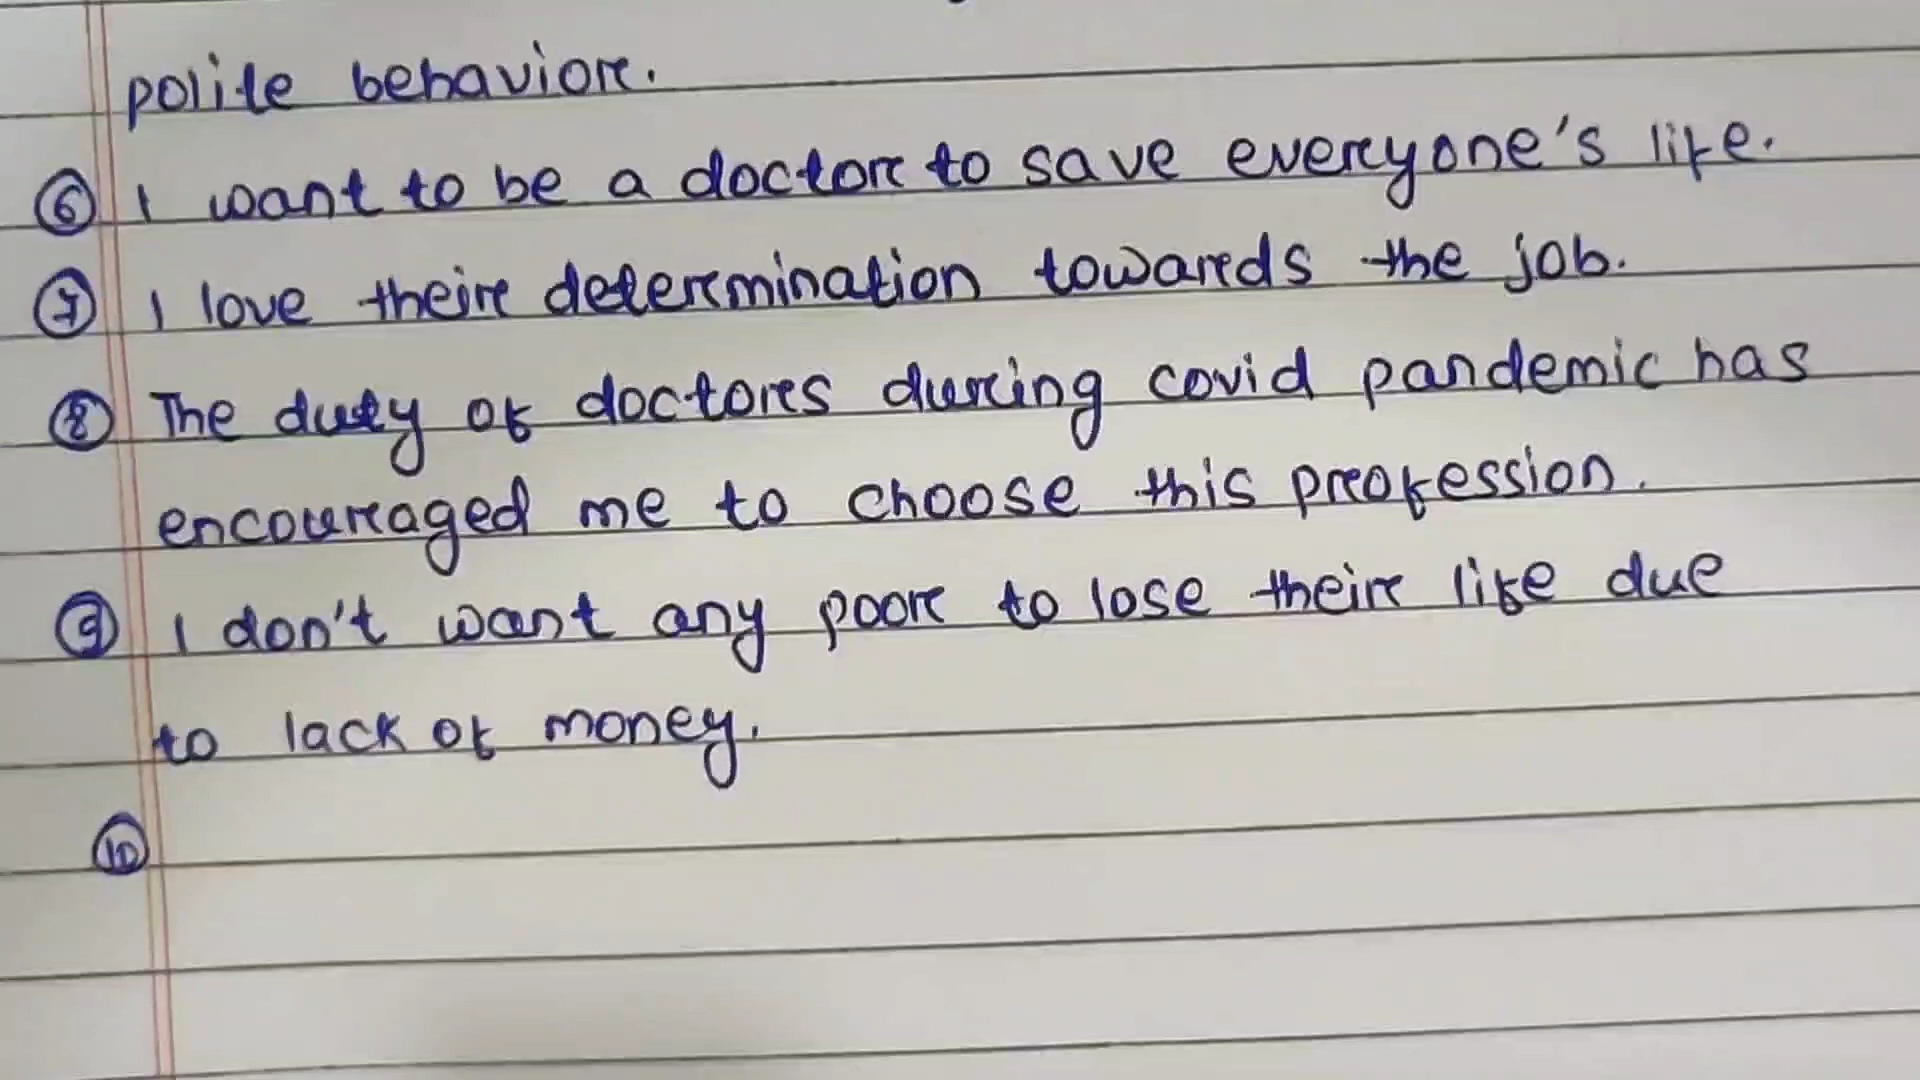 polite behavior.
⑥ I want to be a doctor to save everyone's life.
⑦ I love their determination towards the job.
⑧ The duty of doctors during covid pandemic has
encouraged me to choose this profession.
⑨ I don't want any poor to lose their life due
to lack of money.
⑩